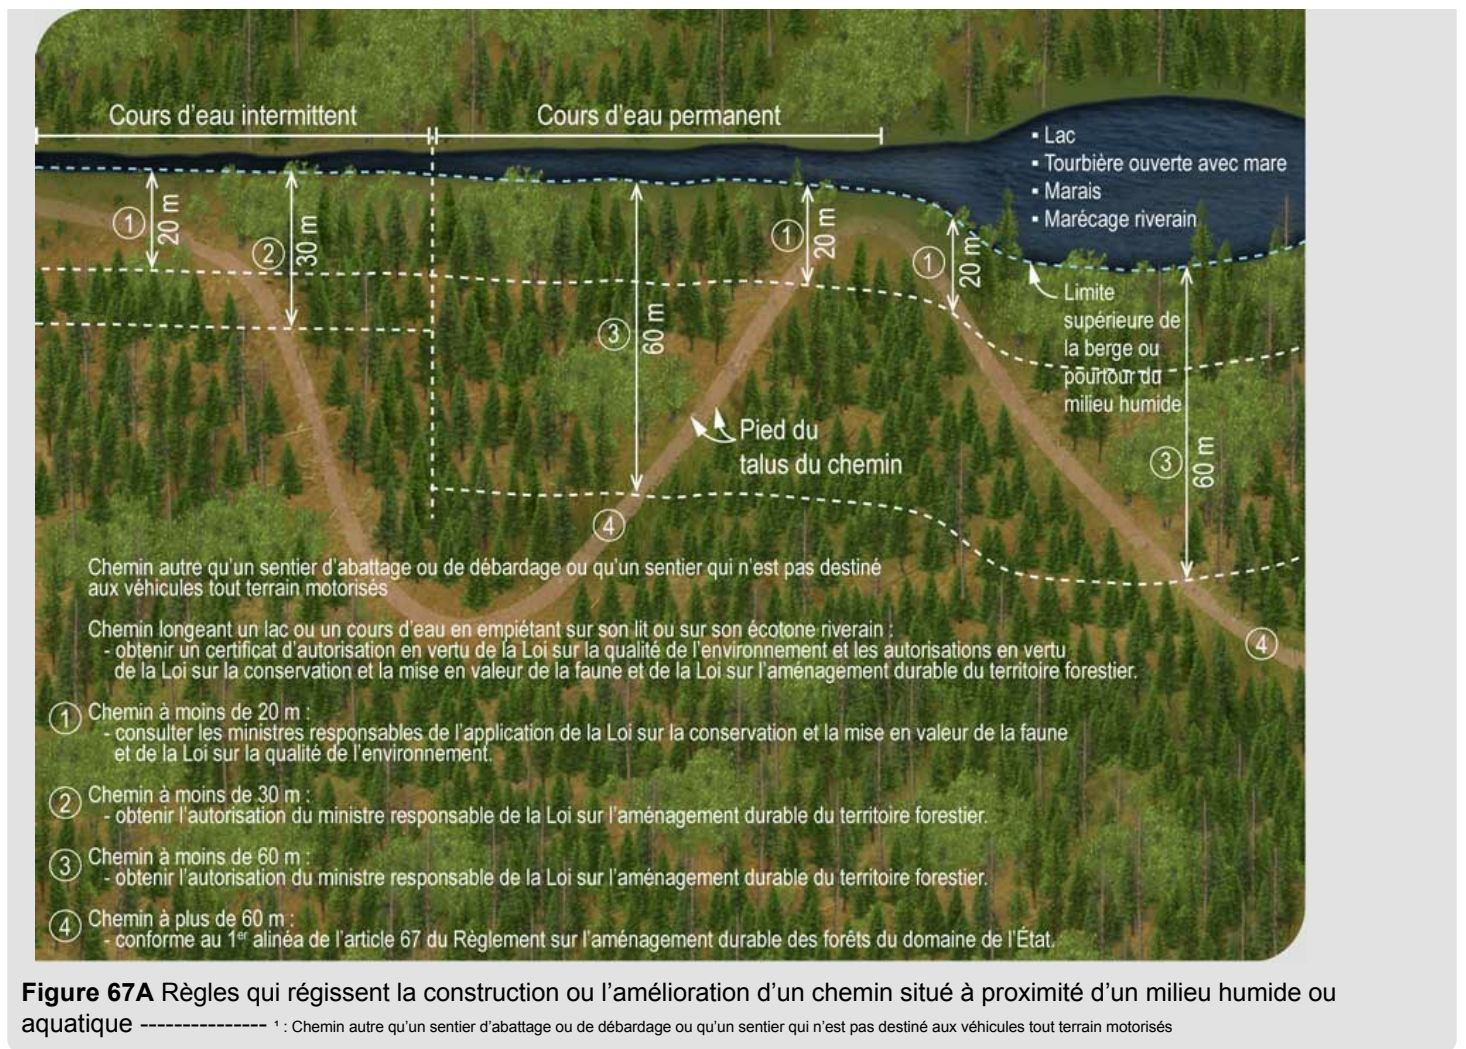 Cours d'eau intermittent
Cours d'eau permanent
▪ Lac
▪ Tourbière ouverte avec mare
▪ Marais
▪ Marécage riverain
1
20 m
2
30 m
3
60 m
1
20 m
1
20 m
Limite
supérieure de
la berge ou
pourtour du
milieu humide
3
60 m
Pied du
talus du chemin
4
4
Chemin autre qu'un sentier d'abattage ou de débardage ou qu'un sentier qui n'est pas destiné
aux véhicules tout terrain motorisés
Chemin longeant un lac ou un cours d'eau en empiétant sur son lit ou sur son écotone riverain :
- obtenir un certificat d'autorisation en vertu de la Loi sur la qualité de l'environnement et les autorisations en vertu
de la Loi sur la conservation et la mise en valeur de la faune et de la Loi sur l'aménagement durable du territoire forestier.
1 Chemin à moins de 20 m :
- consulter les ministres responsables de l'application de la Loi sur la conservation et la mise en valeur de la faune
et de la Loi sur la qualité de l'environnement.
2 Chemin à moins de 30 m :
- obtenir l'autorisation du ministre responsable de la Loi sur l'aménagement durable du territoire forestier.
3 Chemin à moins de 60 m :
- obtenir l'autorisation du ministre responsable de la Loi sur l'aménagement durable du territoire forestier.
4 Chemin à plus de 60 m :
- conforme au 1er alinéa de l'article 67 du Règlement sur l'aménagement durable des forêts du domaine de l'État.
Figure 67A Règles qui régissent la construction ou l'amélioration d'un chemin situé à proximité d'un milieu humide ou
aquatique --------------- ¹ : Chemin autre qu'un sentier d'abattage ou de débardage ou qu'un sentier qui n'est pas destiné aux véhicules tout terrain motorisés